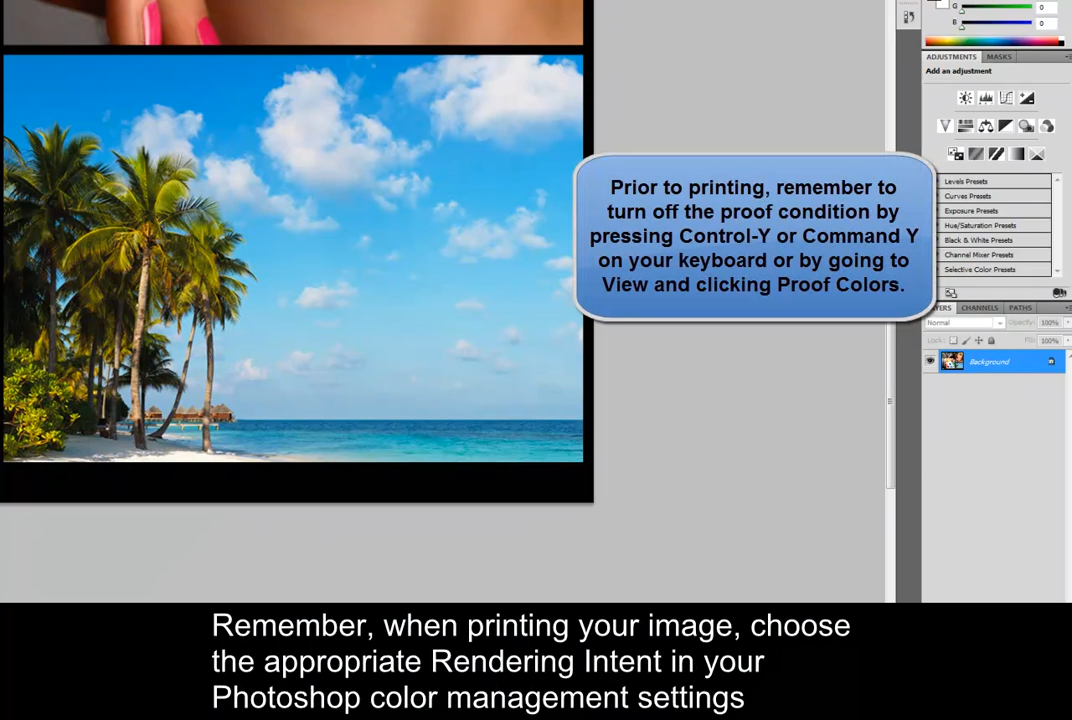 G
0
B
0
ADJUSTMENTS MASKS
Add an adjustment
Prior to printing, remember to
turn off the proof condition by
pressing Control-Y or Command Y
on your keyboard or by going to
View and clicking Proof Colors.
Levels Presets
Curves Presets
Exposure Presets
Hue/Saturation Presets
Black & White Presets
Channel Mixer Presets
Selective Color Presets
CHANNELS PATHS
Normal Opacity: 100%
Lock: Fill: 100%
Background
Remember, when printing your image, choose
the appropriate Rendering Intent in your
Photoshop color management settings